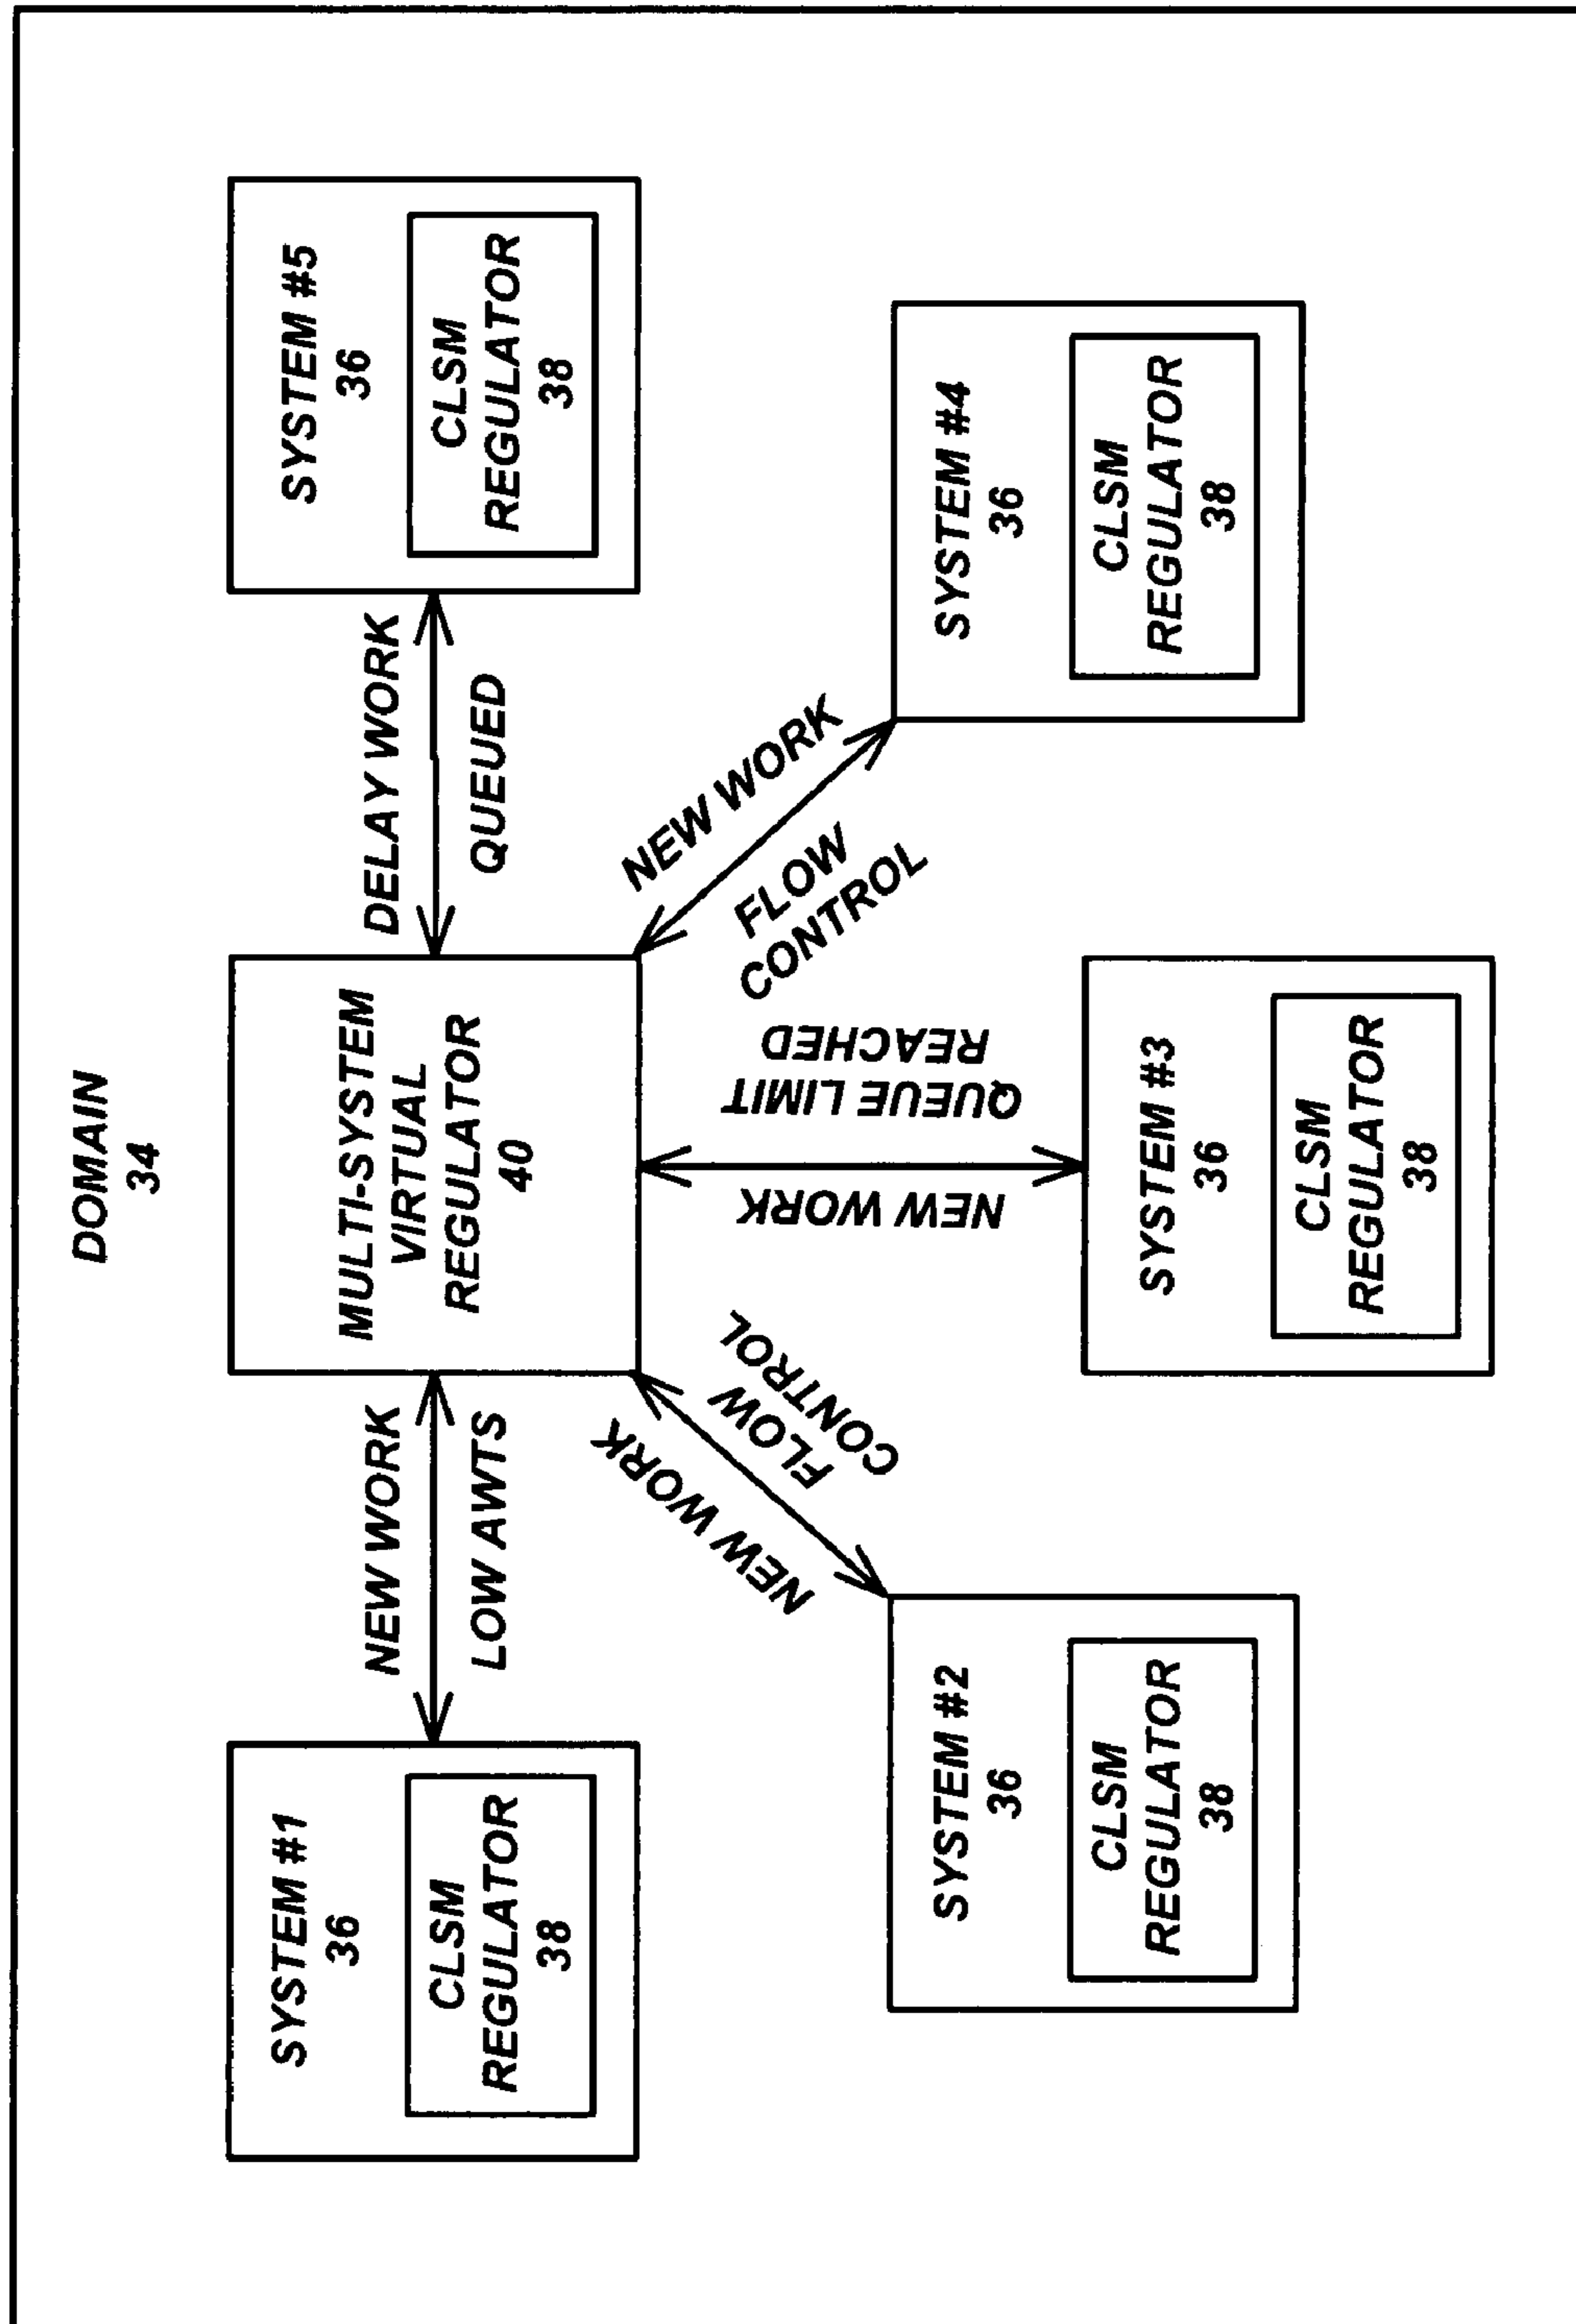 DOMAIN
34
SYSTEM #1
36
CLSM
REGULATOR
38
NEW WORK
LOW AWTS
MULTI-SYSTEM
VIRTUAL
REGULATOR
40
DELAY WORK
QUEUED
SYSTEM #5
36
CLSM
REGULATOR
38
NEW WORK
FLOW
CONTROL
SYSTEM #2
36
CLSM
REGULATOR
38
NEW WORK
QUEUE LIMIT
REACHED
SYSTEM #3
36
CLSM
REGULATOR
38
NEW WORK
FLOW
CONTROL
SYSTEM #4
36
CLSM
REGULATOR
38